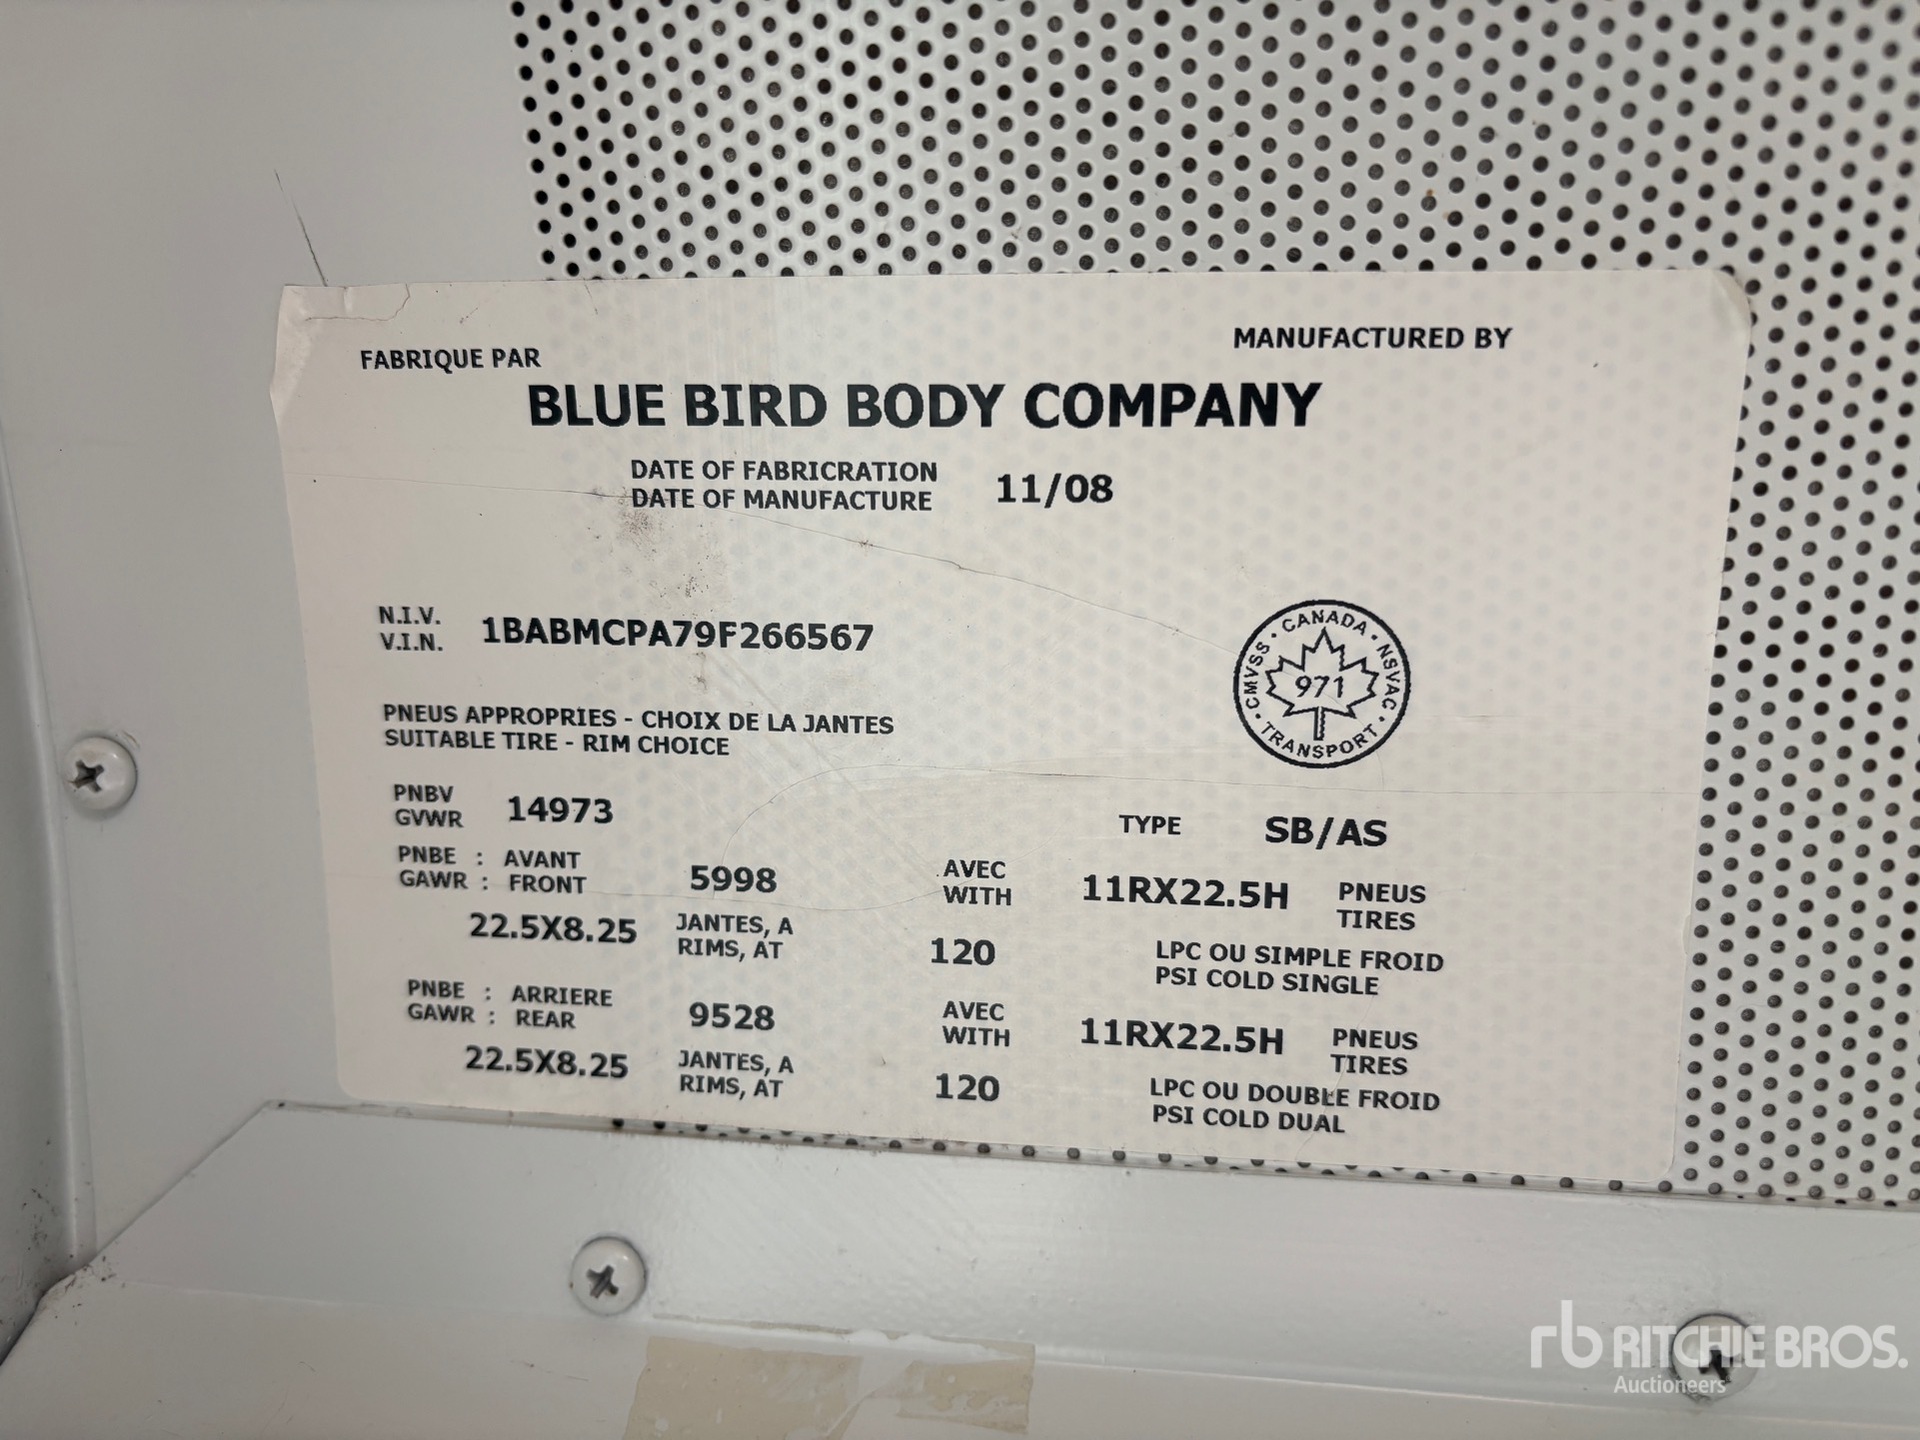 FABRIQUE PAR
MANUFACTURED BY
BLUE BIRD BODY COMPANY
DATE OF FABRICRATION
DATE OF MANUFACTURE
11/08
N.I.V.
V.I.N.
1BABMCPA79F266567
CANADA • NSVAC • TRANSPORT • CMVSS •
971
PNEUS APPROPRIES - CHOIX DE LA JANTES
SUITABLE TIRE - RIM CHOICE
PNBV
GVWR
14973
TYPE
SB/AS
PNBE : AVANT
GAWR : FRONT
5998
AVEC
WITH
11RX22.5H
PNEUS
TIRES
22.5X8.25
JANTES, A
RIMS, AT
120
LPC OU SIMPLE FROID
PSI COLD SINGLE
PNBE : ARRIERE
GAWR : REAR
9528
AVEC
WITH
11RX22.5H
PNEUS
TIRES
22.5X8.25
JANTES, A
RIMS, AT
120
LPC OU DOUBLE FROID
PSI COLD DUAL
rb RITCHIE BROS.
Auctioneers